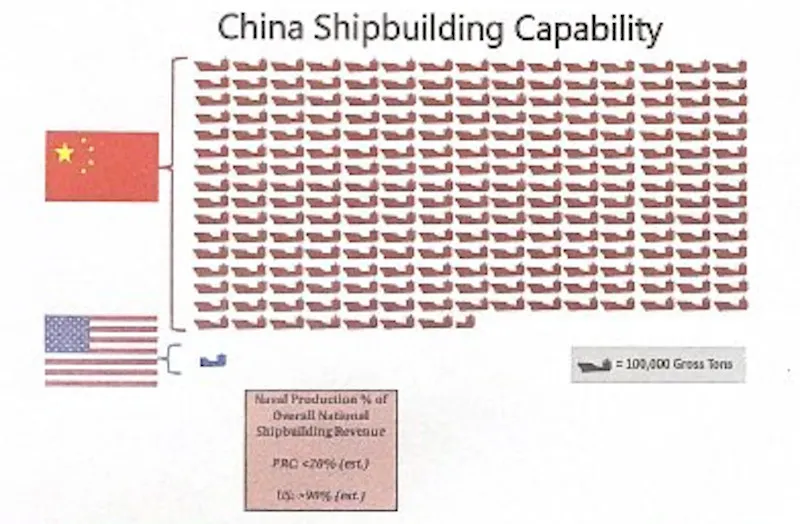 China Shipbuilding Capability
= 100,000 Gross Tons
Naval Production % of
Overall National
Shipbuilding Revenue
PRC: <20% (est.)
US: >90% (est.)